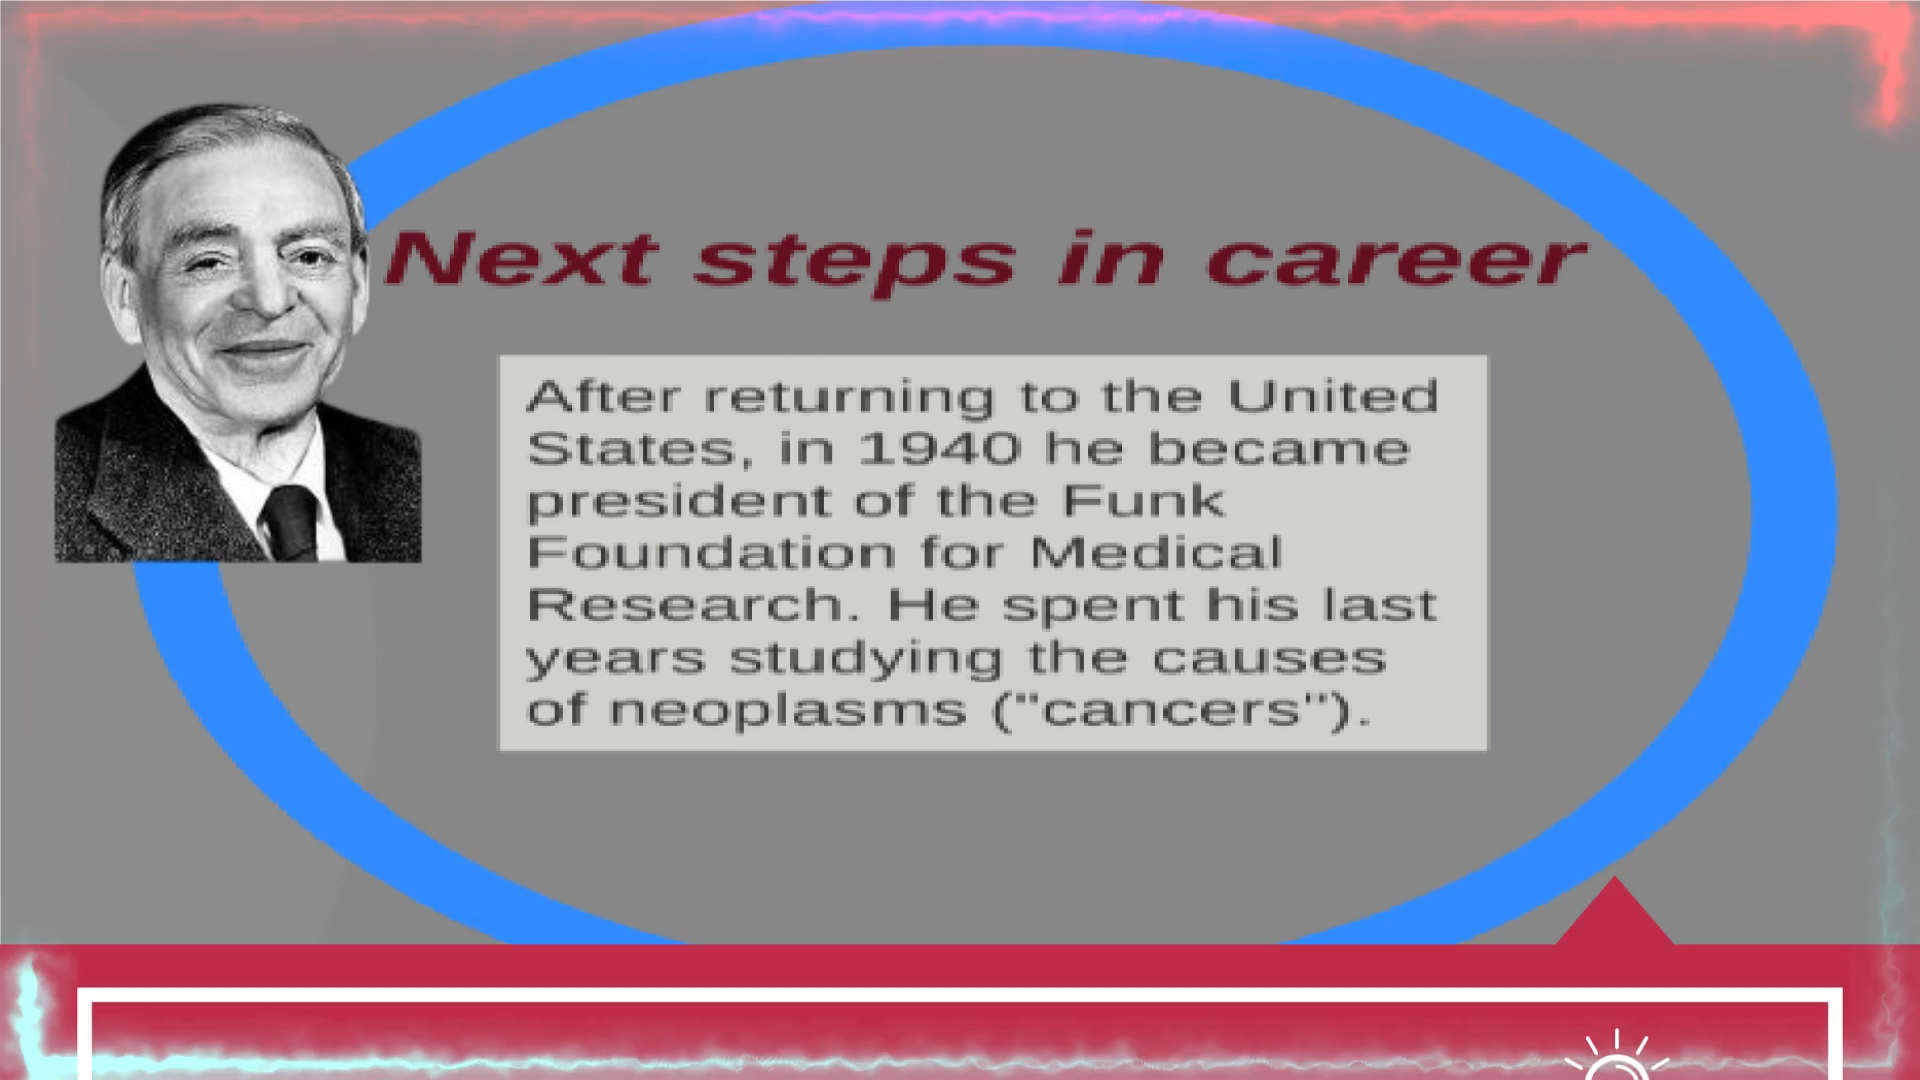 Next steps in career
After returning to the United
States, in 1940 he became
president of the Funk
Foundation for Medical
Research. He spent his last
years studying the causes
of neoplasms ("cancers").